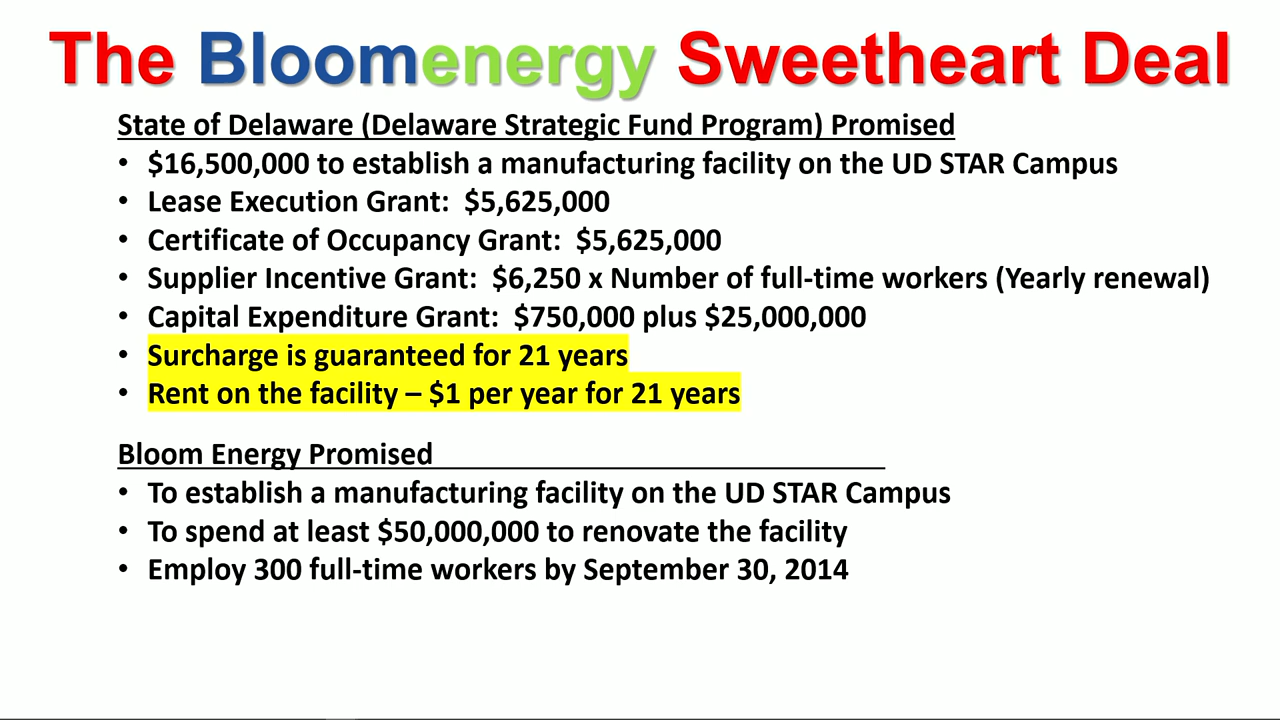 The Bloomenergy Sweetheart Deal
State of Delaware (Delaware Strategic Fund Program) Promised
• $16,500,000 to establish a manufacturing facility on the UD STAR Campus
• Lease Execution Grant: $5,625,000
• Certificate of Occupancy Grant: $5,625,000
• Supplier Incentive Grant: $6,250 x Number of full-time workers (Yearly renewal)
• Capital Expenditure Grant: $750,000 plus $25,000,000
• Surcharge is guaranteed for 21 years
• Rent on the facility – $1 per year for 21 years
Bloom Energy Promised
• To establish a manufacturing facility on the UD STAR Campus
• To spend at least $50,000,000 to renovate the facility
• Employ 300 full-time workers by September 30, 2014